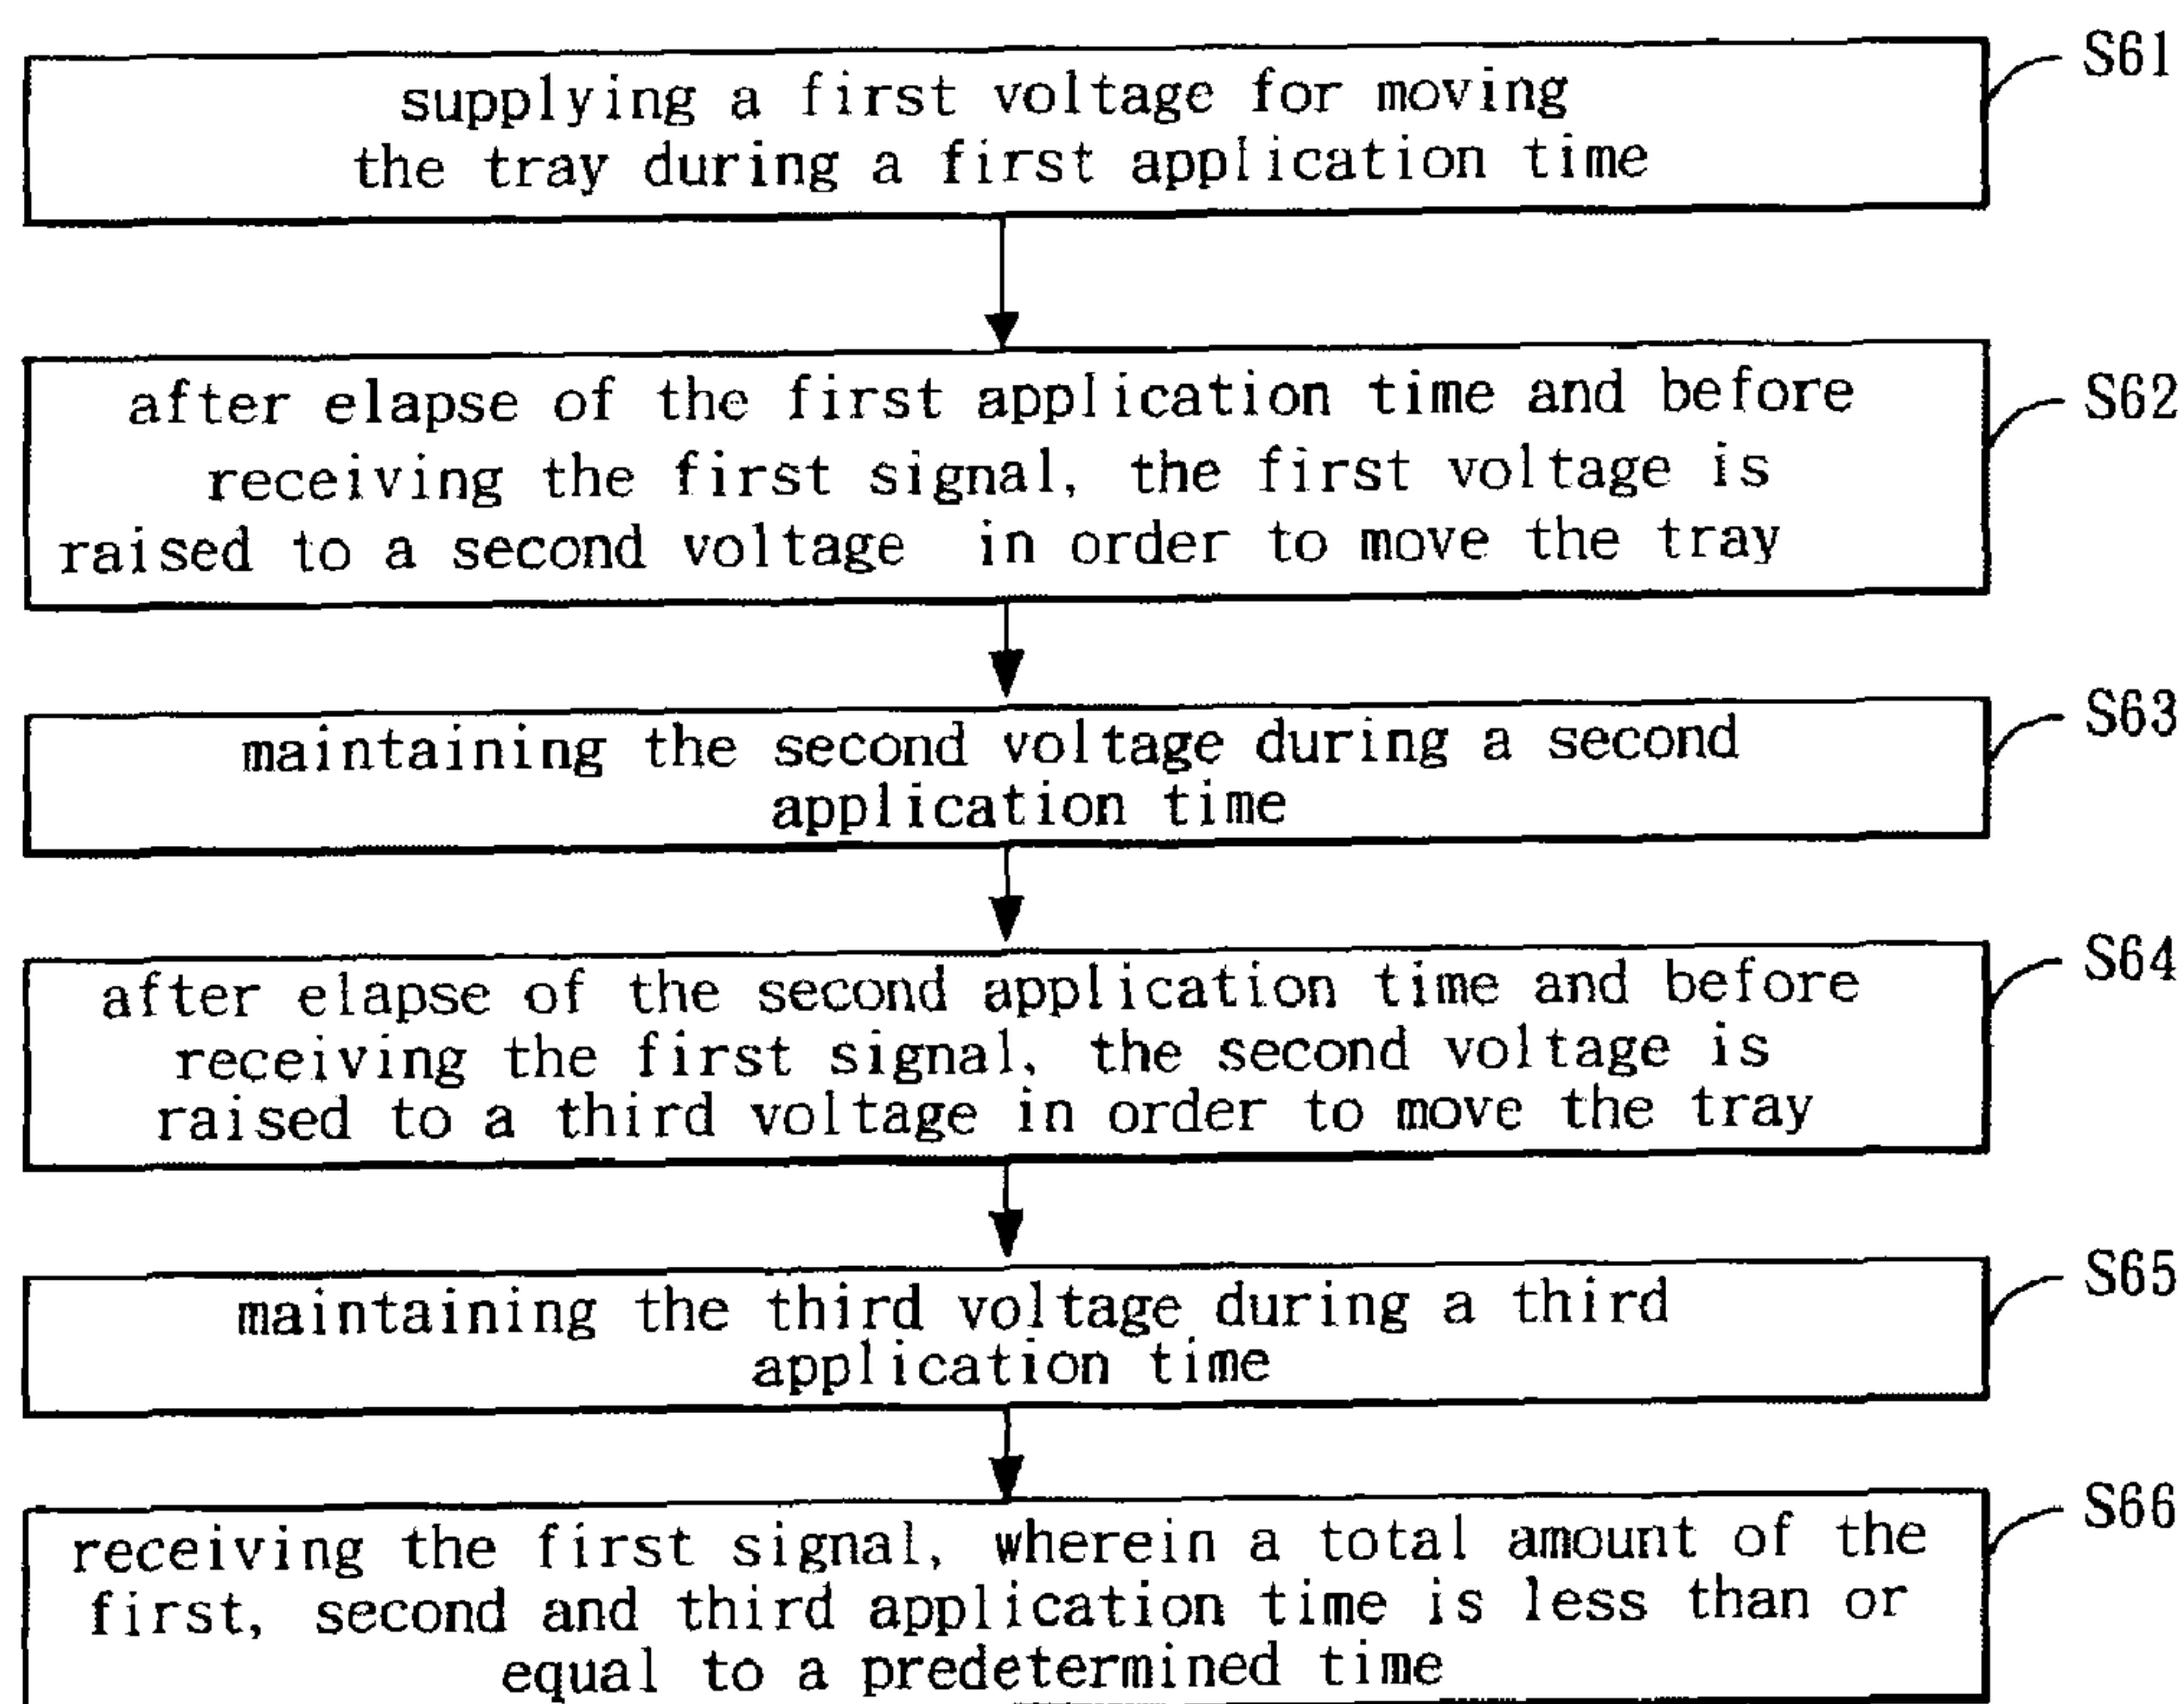 S61
supplying a first voltage for moving
the tray during a first application time
S62
after elapse of the first application time and before
receiving the first signal, the first voltage is
raised to a second voltage in order to move the tray
S63
maintaining the second voltage during a second
application time
S64
after elapse of the second application time and before
receiving the first signal, the second voltage is
raised to a third voltage in order to move the tray
S65
maintaining the third voltage during a third
application time
S66
receiving the first signal, wherein a total amount of the
first, second and third application time is less than or
equal to a predetermined time